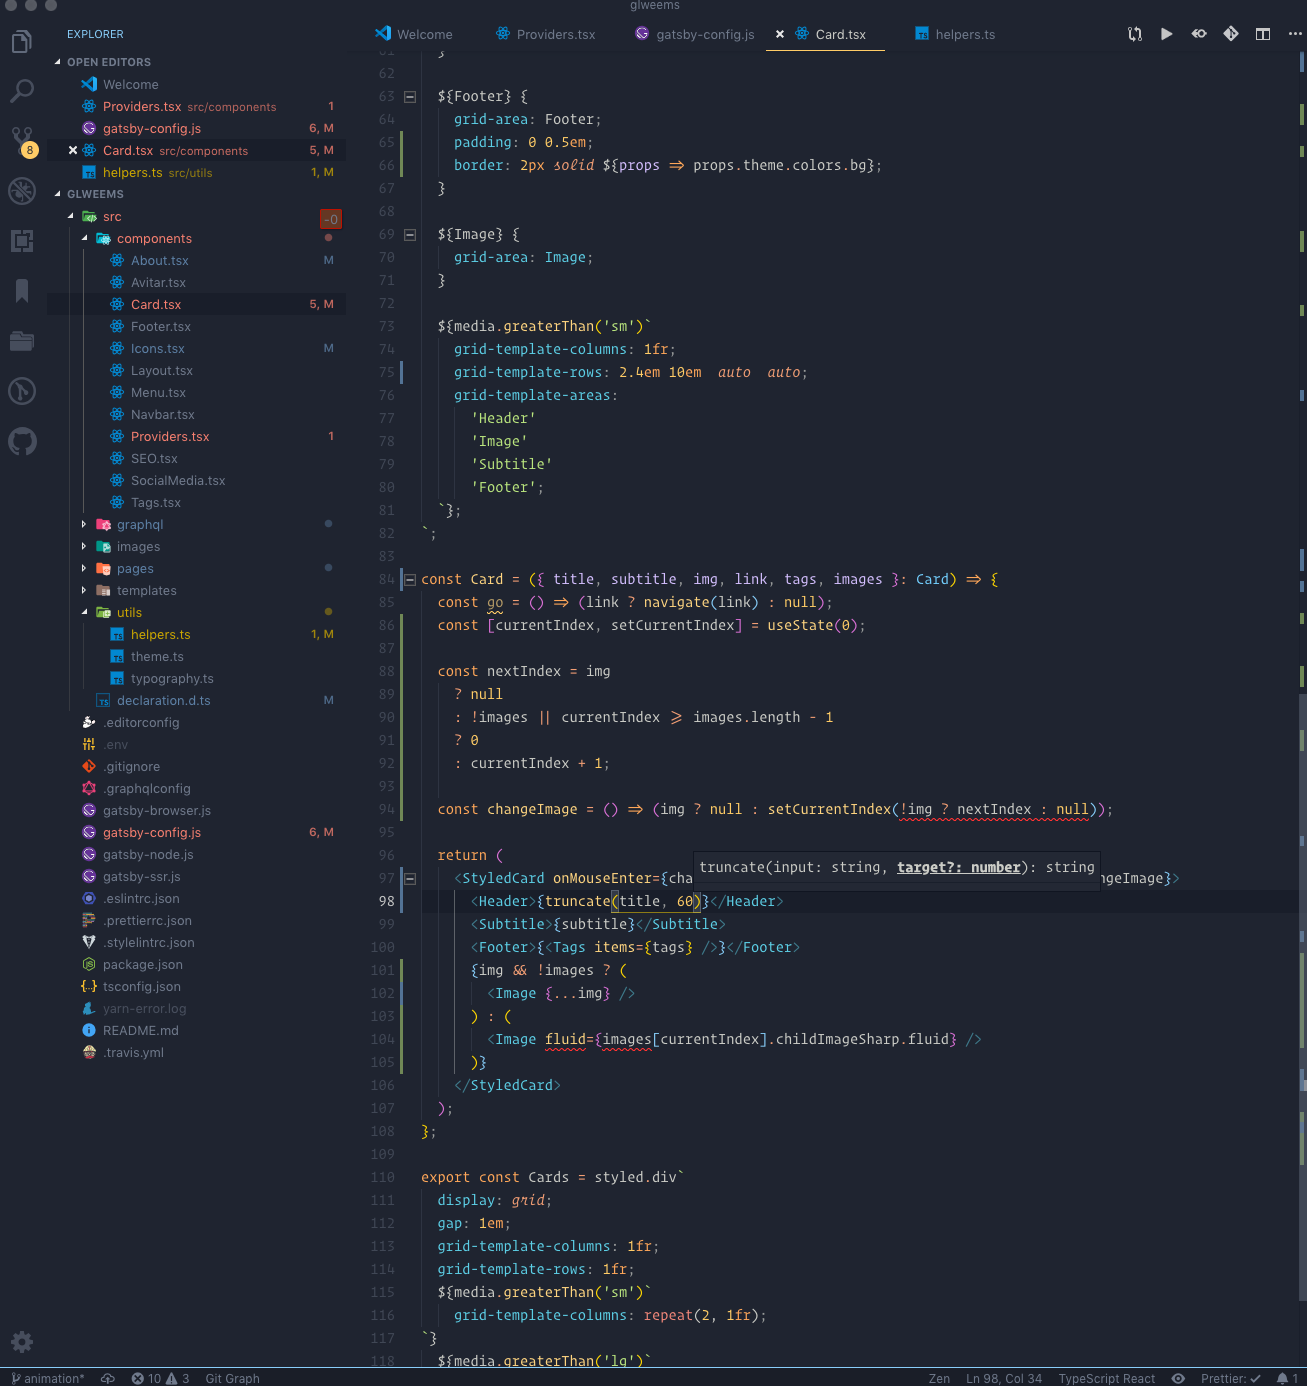 glweems
EXPLORER
Welcome
Providers.tsx
gatsby-config.js
Card.tsx
helpers.ts
OPEN EDITORS
Welcome
Providers.tsx src/components 1
gatsby-config.js 6, M
Card.tsx src/components 5, M
helpers.ts src/utils 1, M
8
GLWEEMS
src -0
components
About.tsx M
Avitar.tsx
Card.tsx 5, M
Footer.tsx
Icons.tsx M
Layout.tsx
Menu.tsx
Navbar.tsx
Providers.tsx 1
SEO.tsx
SocialMedia.tsx
Tags.tsx
graphql
images
pages
templates
utils
helpers.ts 1, M
theme.ts
typography.ts
declaration.d.ts M
.editorconfig
.env
.gitignore
.graphqlconfig
gatsby-browser.js
gatsby-config.js 6, M
gatsby-node.js
gatsby-ssr.js
.eslintrc.json
.prettierrc.json
.stylelintrc.json
package.json
tsconfig.json
yarn-error.log
README.md
.travis.yml
61 }
62
63 ${Footer} {
64 grid-area: Footer;
65 padding: 0 0.5em;
66 border: 2px solid ${props => props.theme.colors.bg};
67 }
68
69 ${Image} {
70 grid-area: Image;
71 }
72
73 ${media.greaterThan('sm')`
74 grid-template-columns: 1fr;
75 grid-template-rows: 2.4em 10em  auto  auto;
76 grid-template-areas:
77 'Header'
78 'Image'
79 'Subtitle'
80 'Footer';
81 `};
82 `;
83
84 const Card = ({ title, subtitle, img, link, tags, images }: Card) => {
85 const go = () => (link ? navigate(link) : null);
86 const [currentIndex, setCurrentIndex] = useState(0);
87
88 const nextIndex = img
89 ? null
90 : !images || currentIndex >= images.length - 1
91 ? 0
92 : currentIndex + 1;
93
94 const changeImage = () => (img ? null : setCurrentIndex(!img ? nextIndex : null));
95
96 return (
truncate(input: string, target?: number): string
97 <StyledCard onMouseEnter={cha ngeImage}>
98 <Header>{truncate(title, 60)}</Header>
99 <Subtitle>{subtitle}</Subtitle>
100 <Footer>{<Tags items={tags} />}</Footer>
101 {img && !images ? (
102 <Image {...img} />
103 ) : (
104 <Image fluid={images[currentIndex].childImageSharp.fluid} />
105 )}
106 </StyledCard>
107 );
108 };
109
110 export const Cards = styled.div`
111 display: grid;
112 gap: 1em;
113 grid-template-columns: 1fr;
114 grid-template-rows: 1fr;
115 ${media.greaterThan('sm')`
116 grid-template-columns: repeat(2, 1fr);
117 `}
118 ${media.greaterThan('lg')`
animation* 10 3 Git Graph Zen Ln 98, Col 34 TypeScript React Prettier: ✓ 1